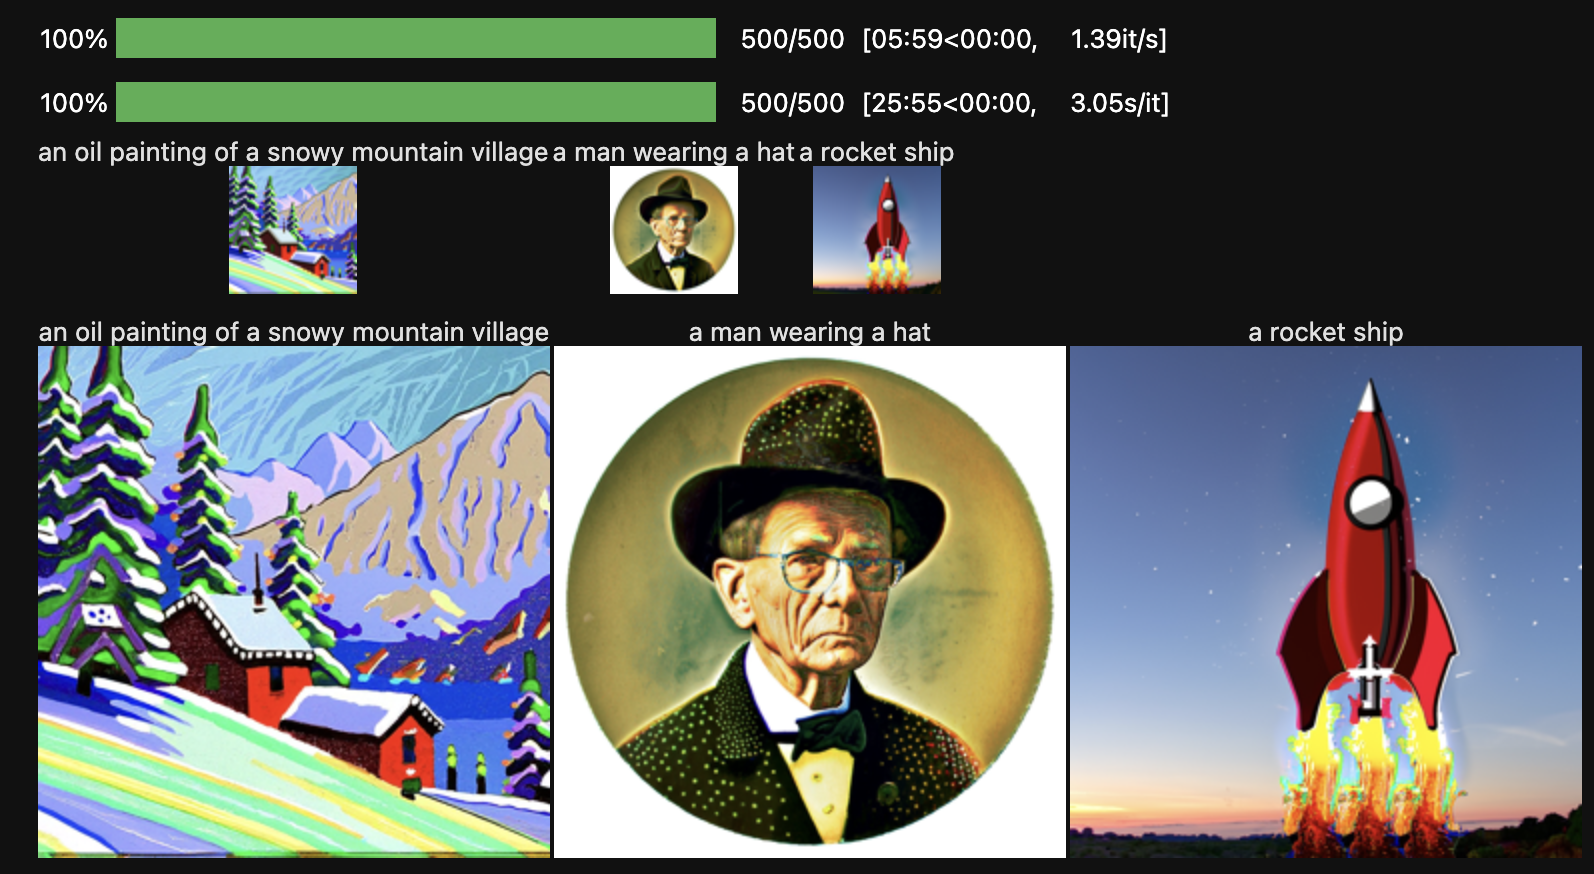 100% 500/500 [05:59<00:00, 1.39it/s]
100% 500/500 [25:55<00:00, 3.05s/it]
an oil painting of a snowy mountain village a man wearing a hat a rocket ship
an oil painting of a snowy mountain village a man wearing a hat a rocket ship